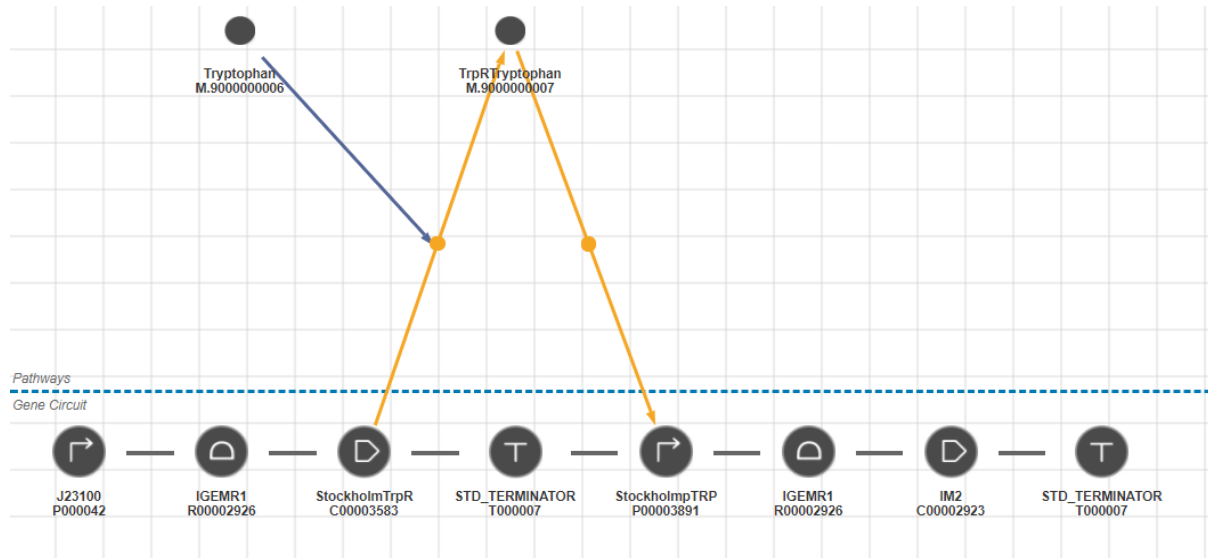 Tryptophan
M.9000000006
TrpRTryptophan
M.9000000007
Pathways
Gene Circuit
J23100
P000042
IGEMR1
R00002926
StockholmTrpR
C00003583
STD_TERMINATOR
T000007
StockholmpTRP
P00003891
IGEMR1
R00002926
IM2
C00002923
STD_TERMINATOR
T000007